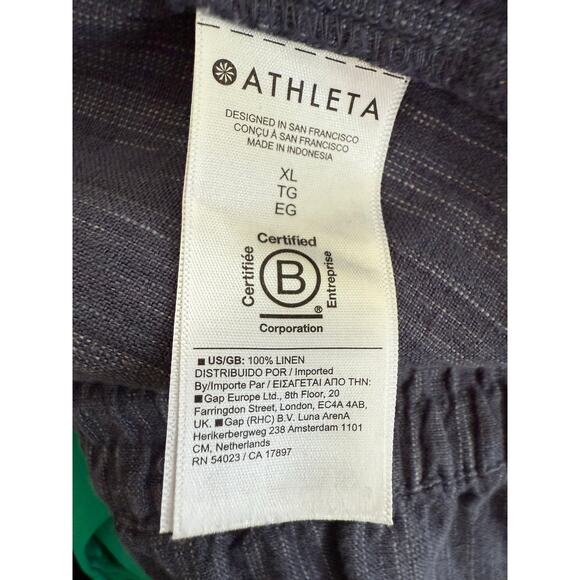 ATHLETA
DESIGNED IN SAN FRANCISCO
CONÇU À SAN FRANCISCO
MADE IN INDONESIA
XL
TG
EG
Certified
Certifiée
B
Entreprise
®
Corporation
■ US/GB: 100% LINEN
DISTRIBUIDO POR / Imported
By/Importe Par / ΕΙΣΑΓΕΤΑΙ ΑΠΟ ΤΗΝ:
■Gap Europe Ltd., 8th Floor, 20
Farringdon Street, London, EC4A 4AB,
UK. ■Gap (RHC) B.V. Luna ArenA
Herikerbergweg 238 Amsterdam 1101
CM, Netherlands
RN 54023 / CA 17897